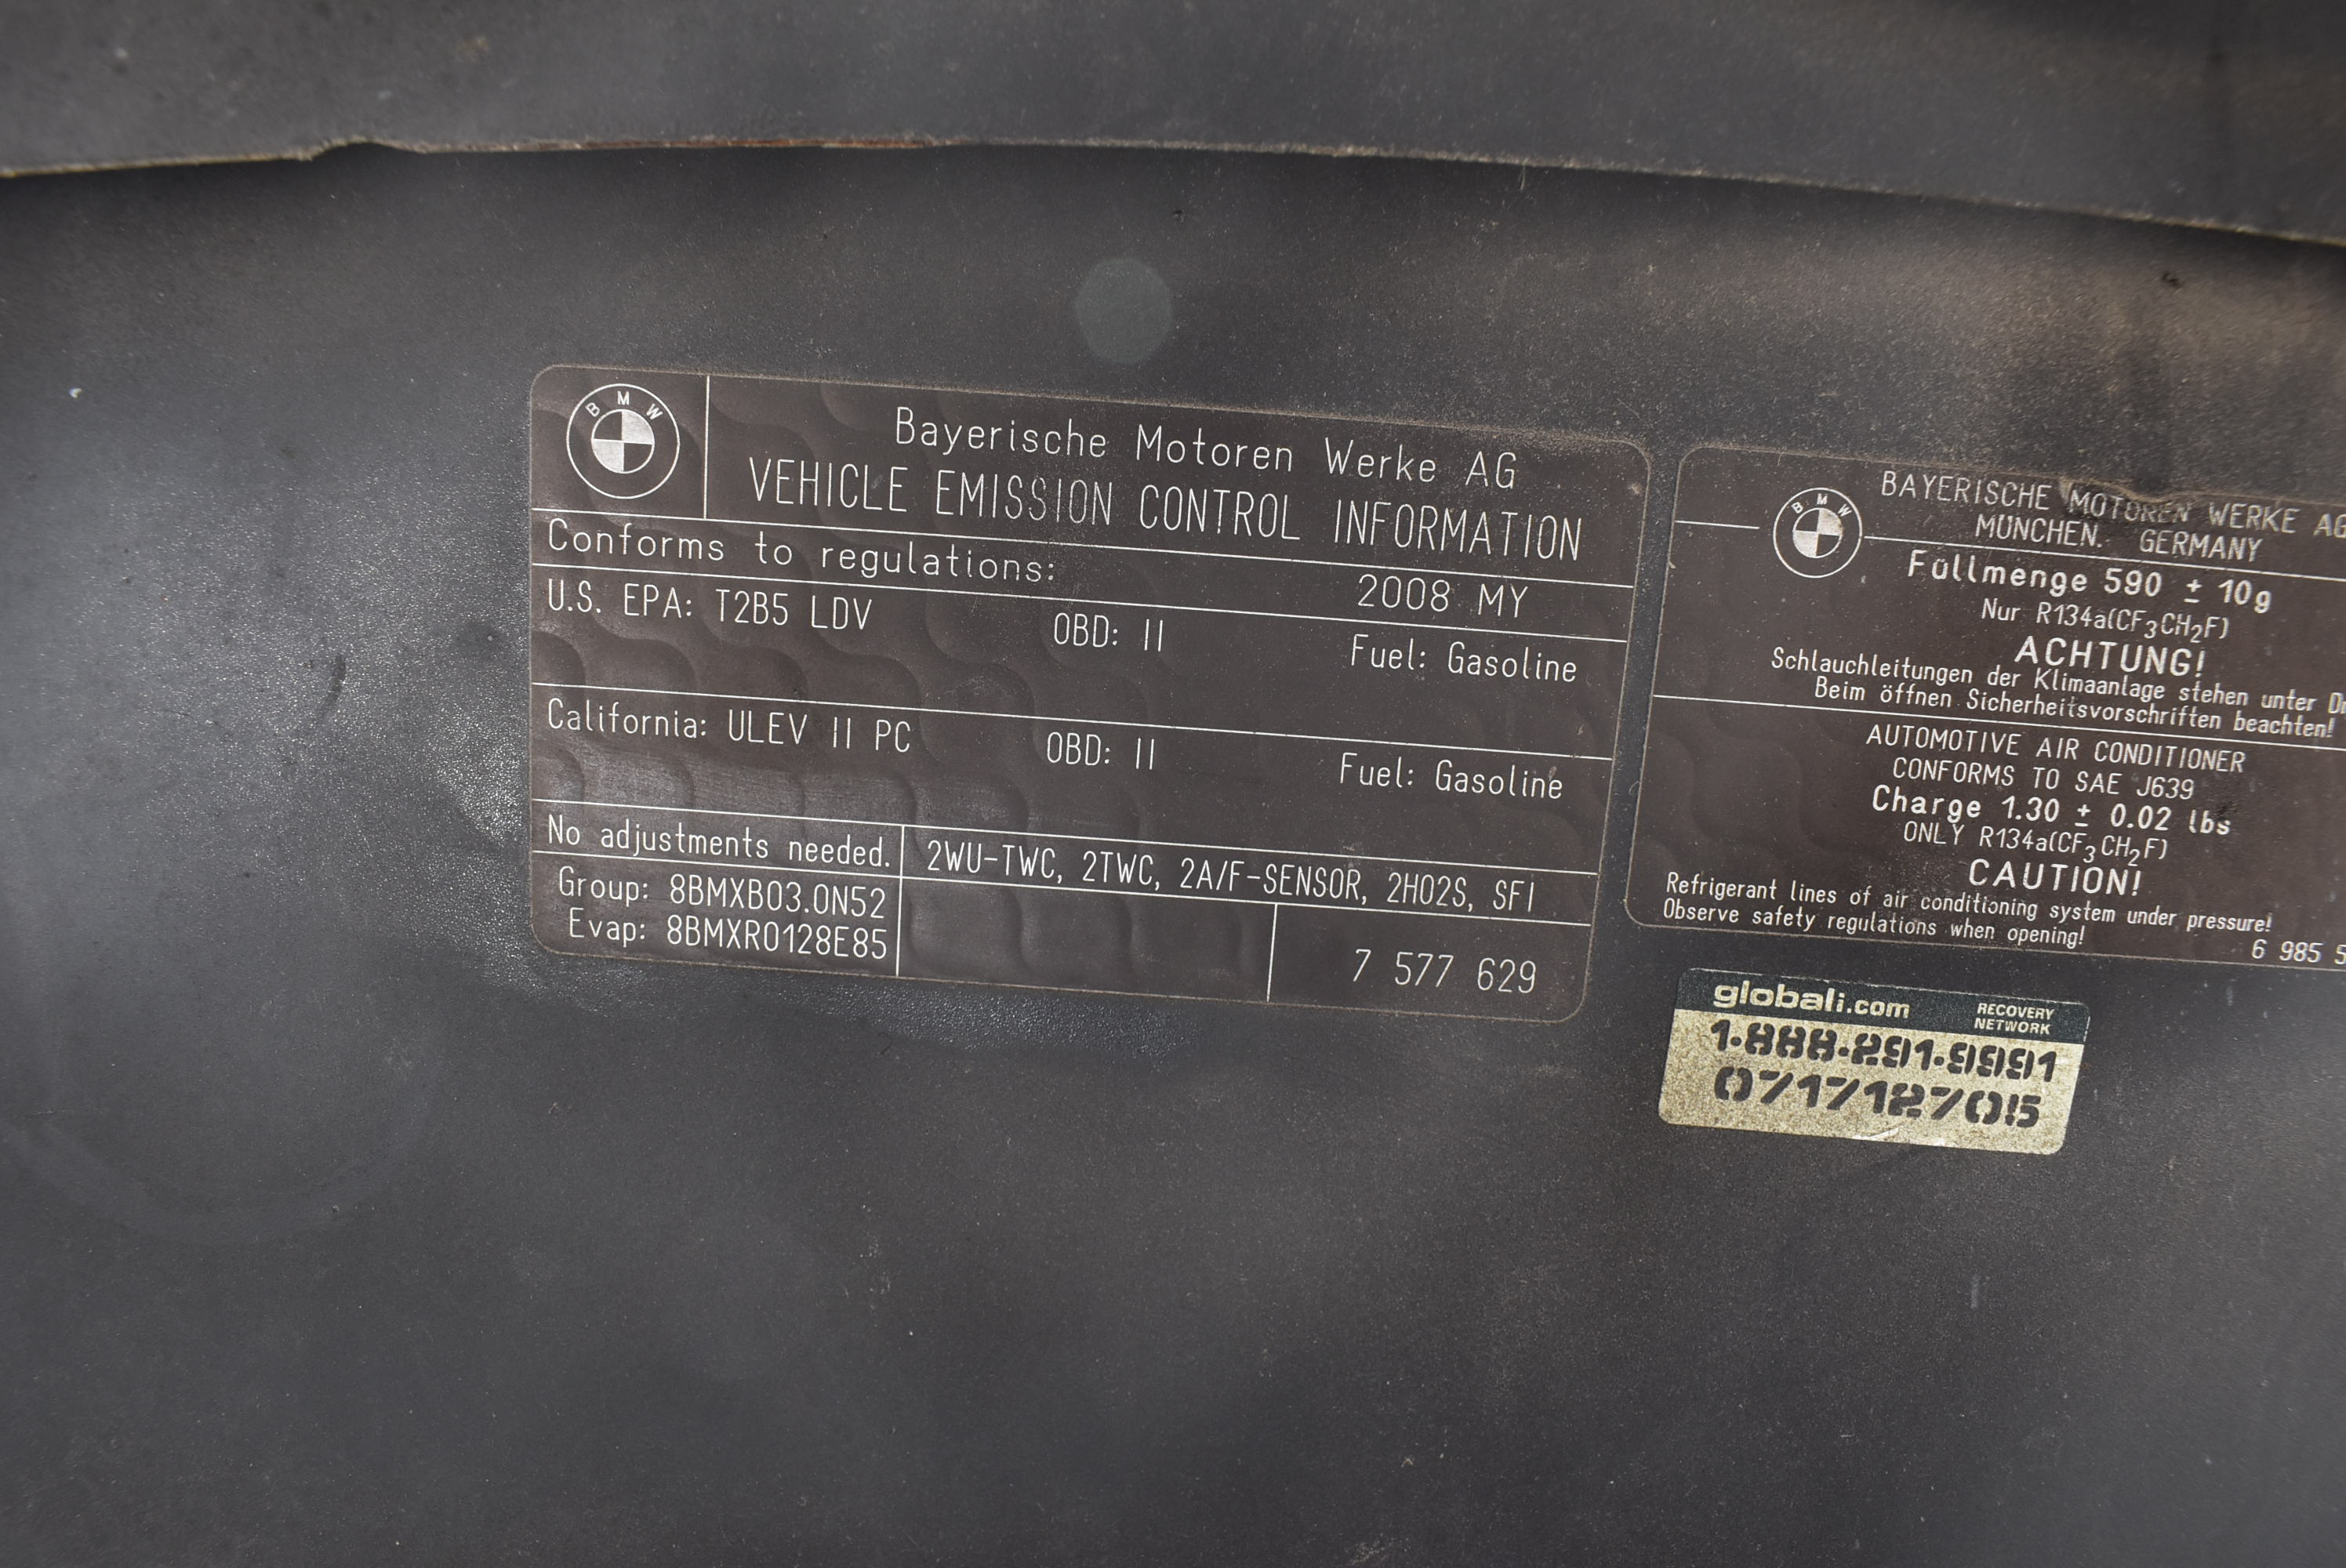 BMW
Bayerische Motoren Werke AG
VEHICLE EMISSION CONTROL INFORMATION
Conforms to regulations: 2008 MY
U.S. EPA: T2B5 LDV OBD: II Fuel: Gasoline
California: ULEV II PC OBD: II Fuel: Gasoline
No adjustments needed. 2WU-TWC, 2TWC, 2A/F-SENSOR, 2HO2S, SFI
Group: 8BMXB03.0N52
Evap: 8BMXR0128E85
7 577 629
BMW
BAYERISCHE MOTOREN WERKE AG
MÜNCHEN. GERMANY
Füllmenge 590 ± 10g
Nur R134a(CF3CH2F)
ACHTUNG!
Schlauchleitungen der Klimaanlage stehen unter
Beim öffnen Sicherheitsvorschriften beachten!
AUTOMOTIVE AIR CONDITIONER
CONFORMS TO SAE J639
Charge 1.30 ± 0.02 lbs
ONLY R134a(CF3CH2F)
CAUTION!
Refrigerant lines of air conditioning system under pressure!
Observe safety regulations when opening!
6 985 5
globali.com RECOVERY
NETWORK
1-888-291-9991
0717127015